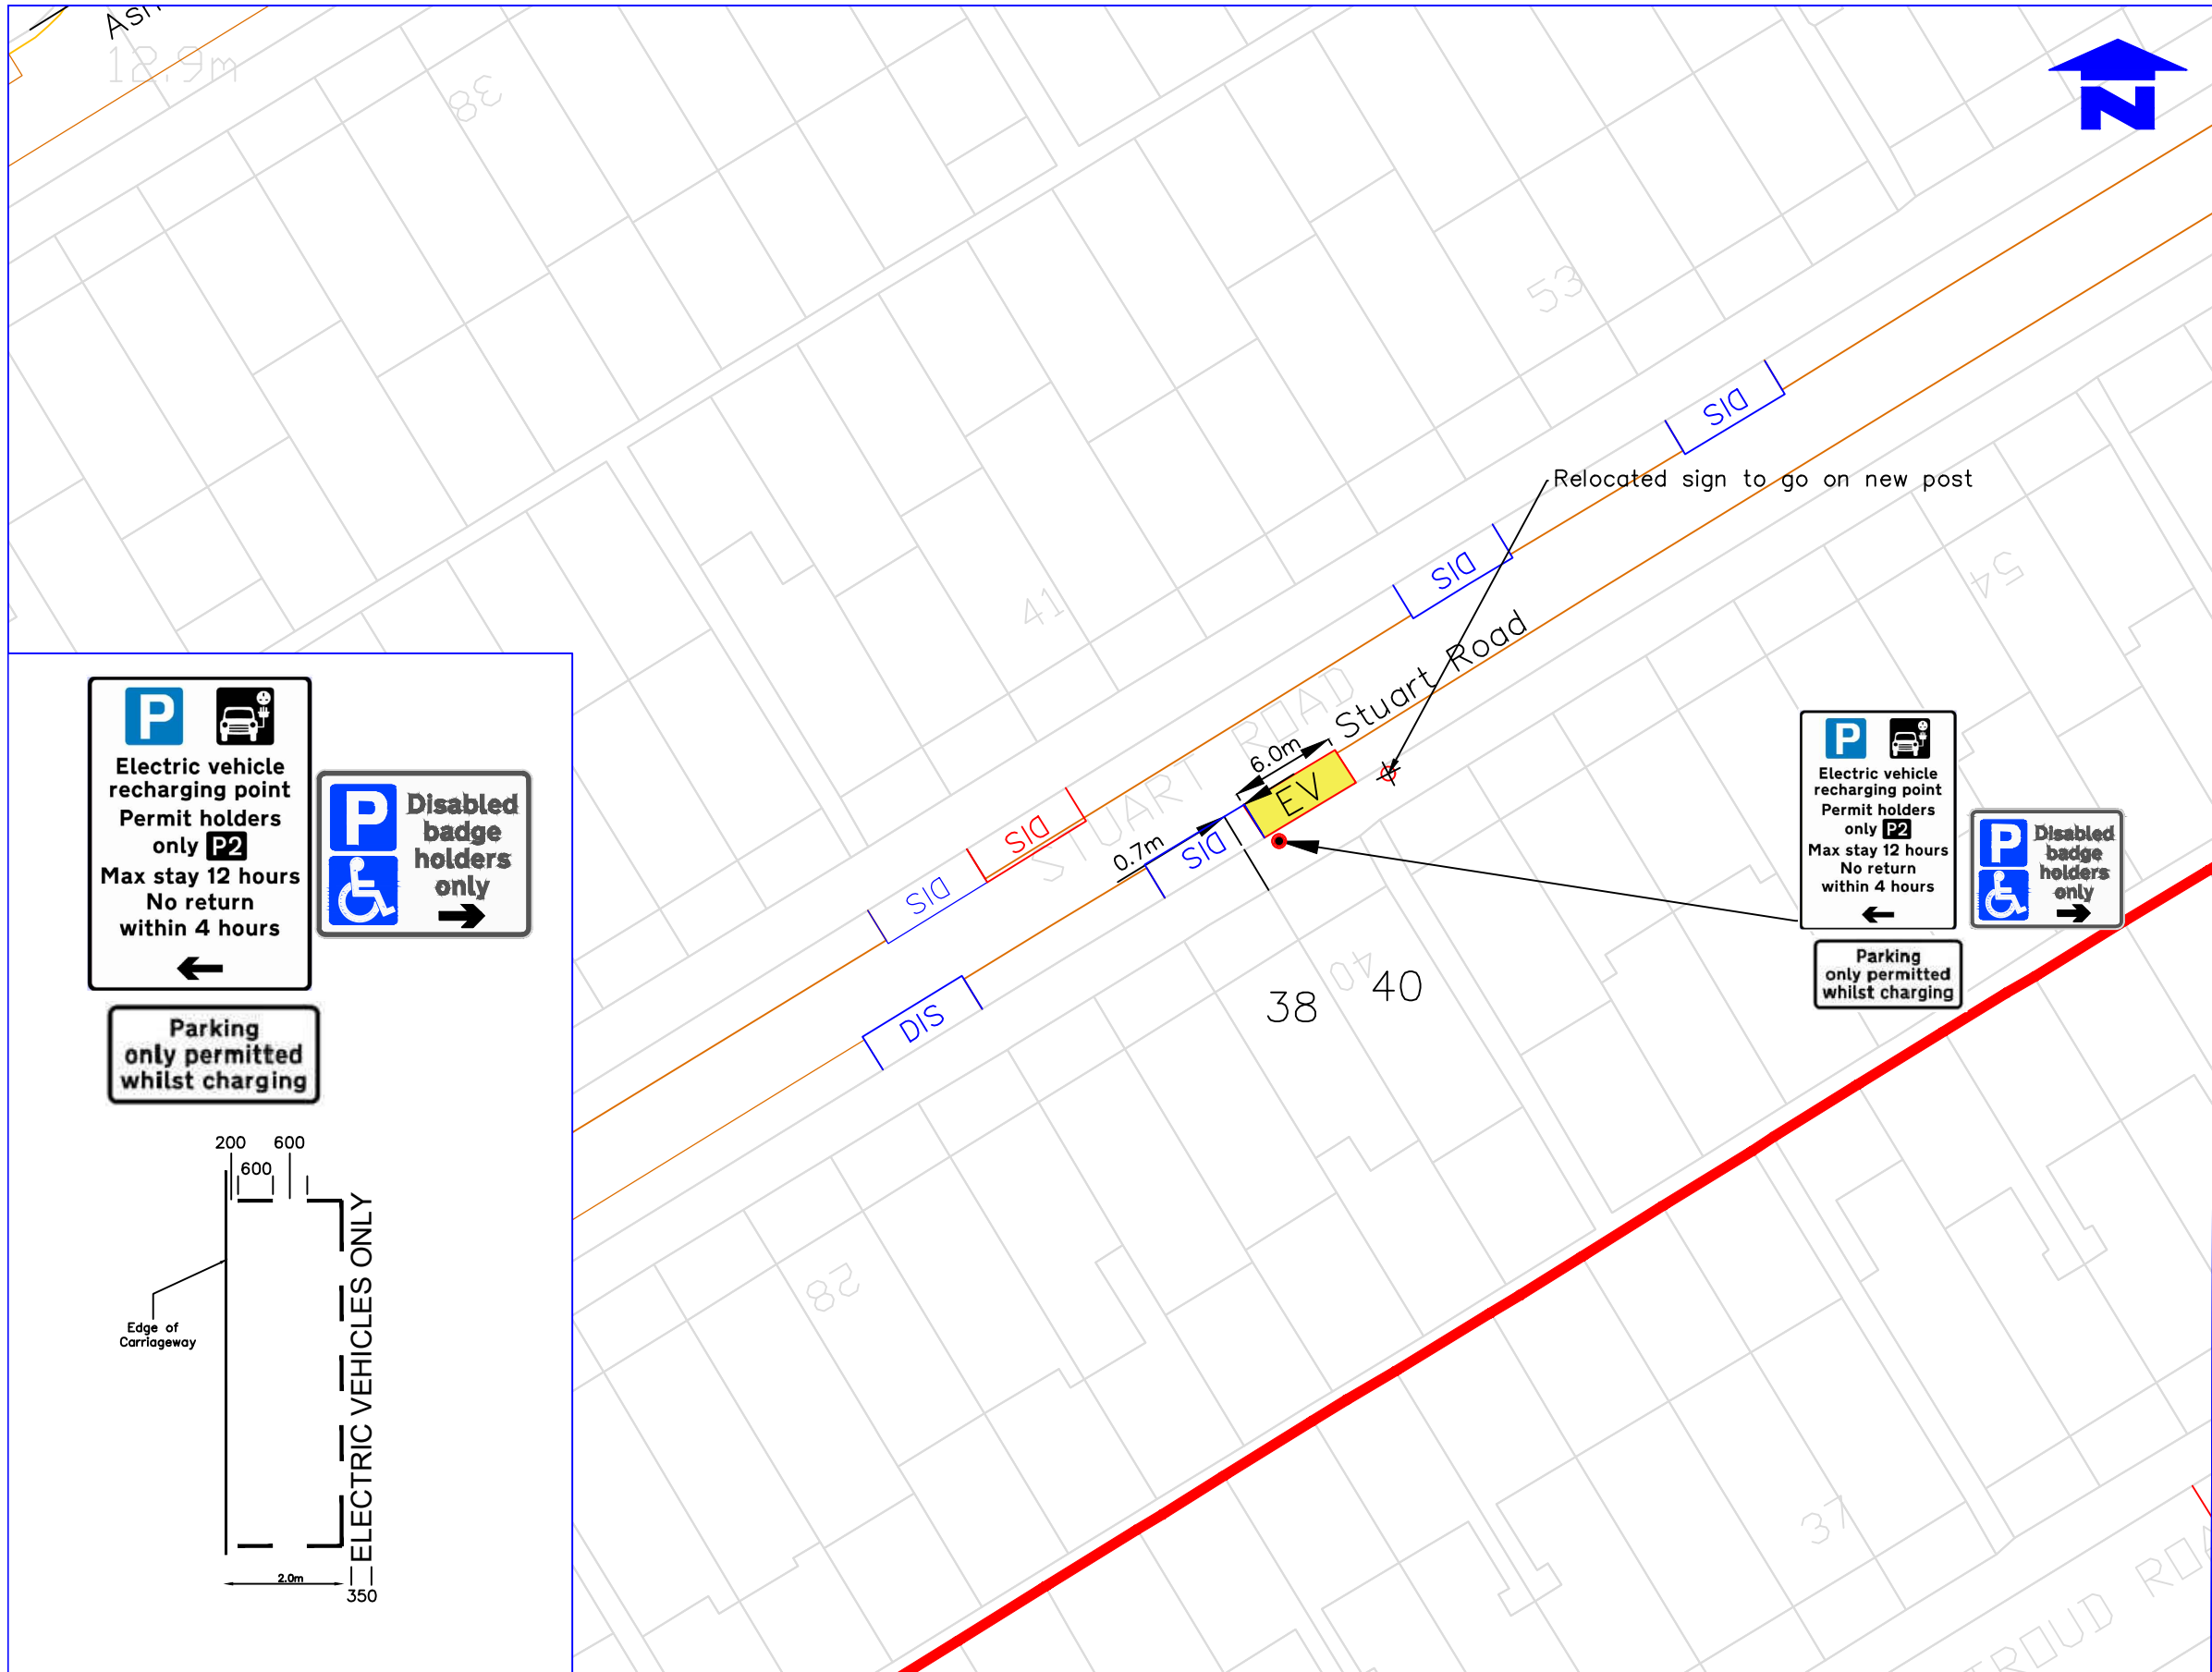 Ash
12.9m
38
N
53
DIS
Relocated sign to go on new post
DIS
54
41
Stuart Road
STUART ROAD
6.0m
EV
DIS
0.7m
DIS
DIS
DIS
38
40
40
28
37
STROUD ROA
P
Electric vehicle
recharging point
Permit holders
only P2
Max stay 12 hours
No return
within 4 hours
P
Disabled
badge
holders
only
Parking
only permitted
whilst charging
P
Electric vehicle
recharging point
Permit holders
only P2
Max stay 12 hours
No return
within 4 hours
P
Disabled
badge
holders
only
Parking
only permitted
whilst charging
200
600
600
ELECTRIC VEHICLES ONLY
Edge of
Carriageway
2.0m
350